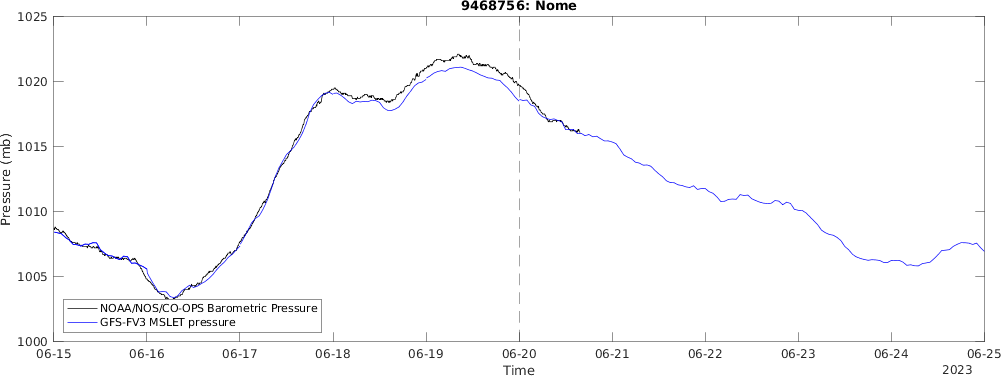 9468756: Nome
Pressure (mb)
1025
1020
1015
1010
1005
1000
NOAA/NOS/CO-OPS Barometric Pressure
GFS-FV3 MSLET pressure
06-15 06-16 06-17 06-18 06-19 06-20 06-21 06-22 06-23 06-24 06-25
Time
2023